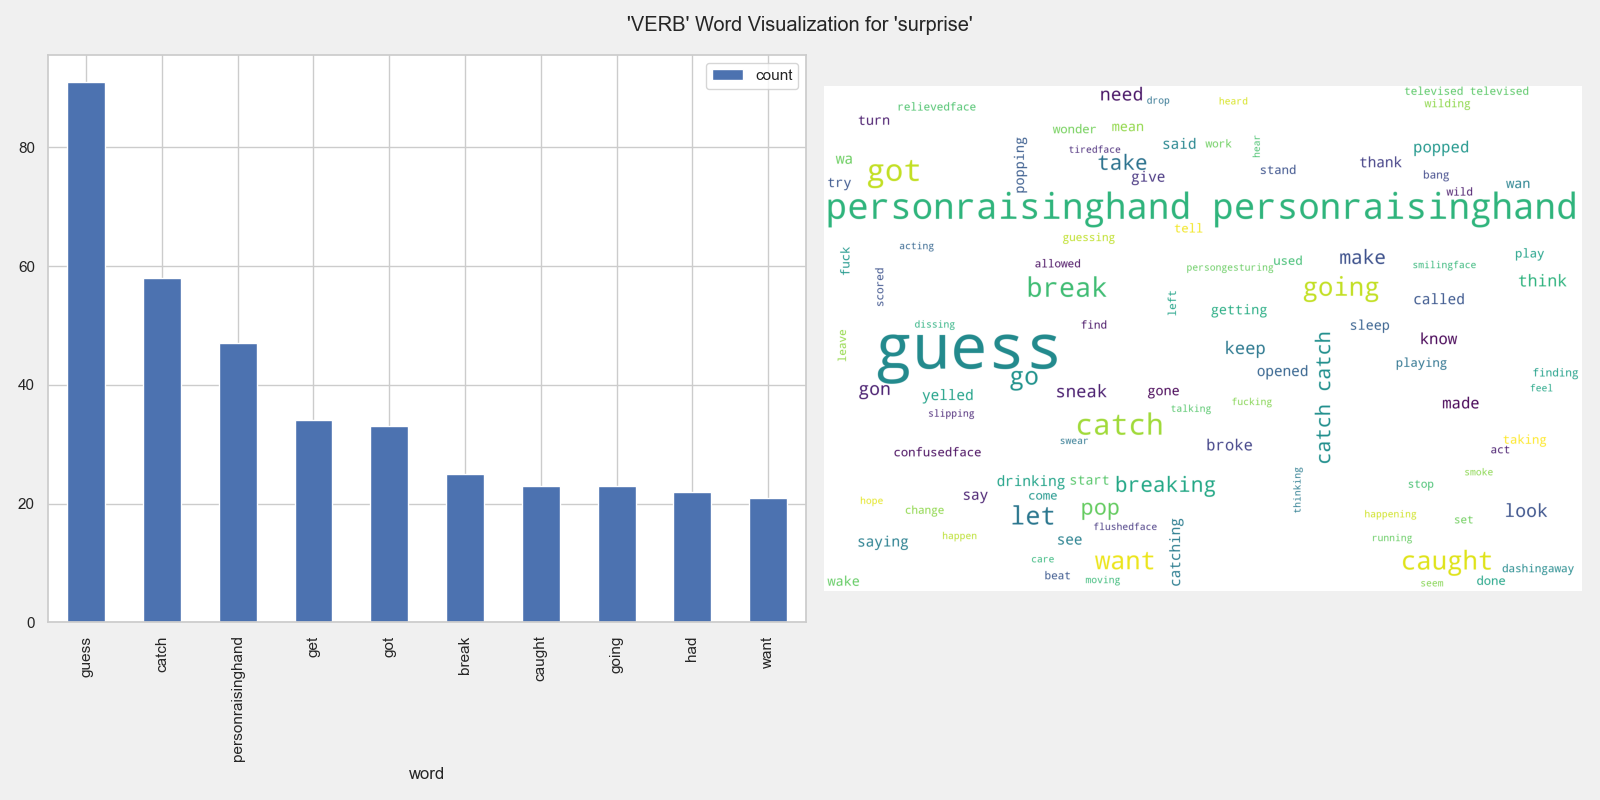 'VERB' Word Visualization for 'surprise'
count
80
60
40
20
0
guess
catch
personraisinghand
get
got
break
caught
going
had
want
word
need
drop
heard
televised televised
wilding
relievedface
turn
wonder
mean
popping
tiredface
said
work
hear
popped
wa
got
take
give
stand
thank
bang
wild
wan
try
personraisinghand personraisinghand
tell
guessing
fuck
acting
allowed
scored
persongesturing
used
make
smilingface
play
think
break
going
left
getting
called
dissing
find
sleep
leave
guess
keep
catch catch
know
playing
opened
go
finding
feel
gon
yelled
sneak
gone
slipping
talking
fucking
made
catch
swear
broke
taking
act
confusedface
drinking
start
breaking
thinking
smoke
stop
say
come
hope
change
let
pop
flushedface
happening
set
look
happen
saying
see
catching
running
care
want
caught
dashingaway
wake
beat
moving
seem
done